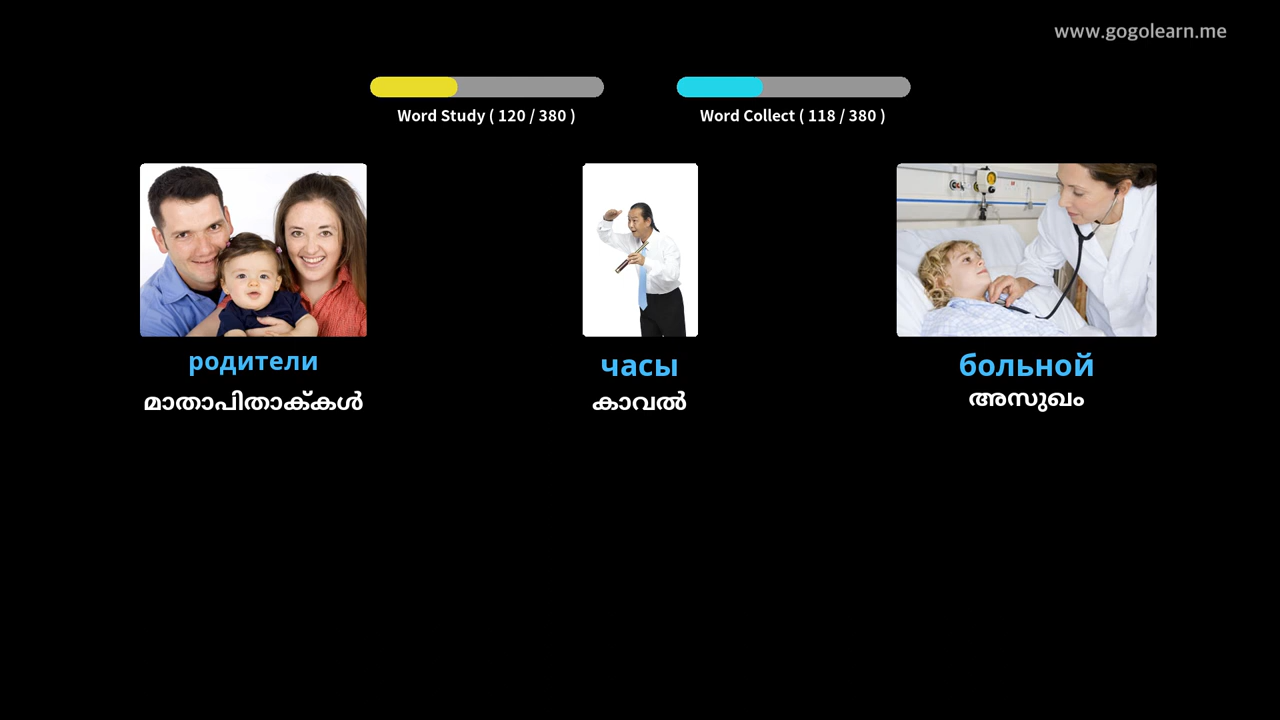 www.gogolearn.me
Word Study ( 120 / 380 )
Word Collect ( 118 / 380 )
родители
часы
больной
മാതാപിതാക്കൾ
കാവൽ
അസുഖം